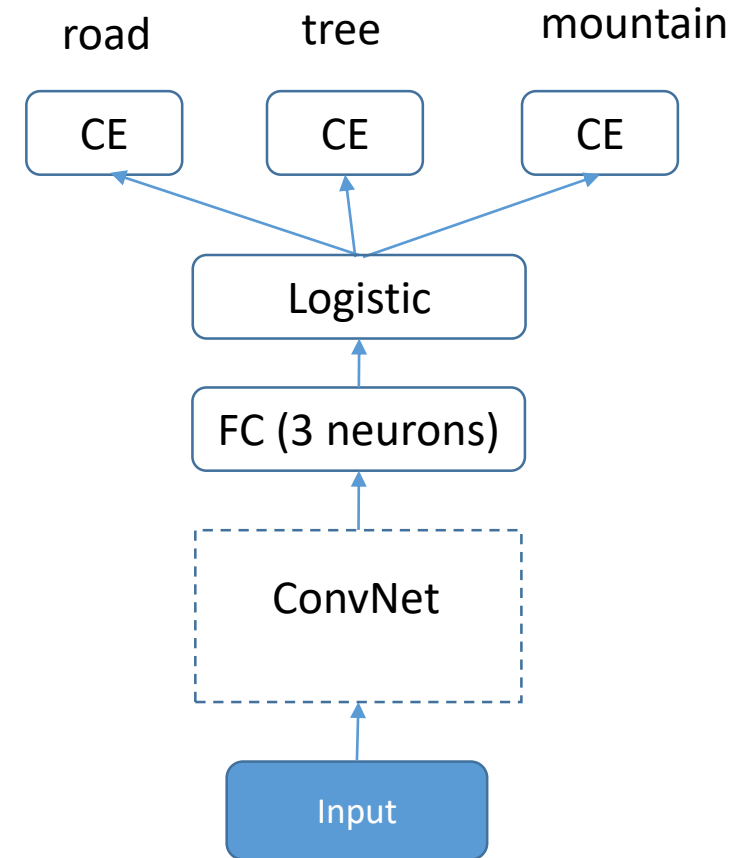 road
tree
mountain
CE
CE
CE
Logistic
FC (3 neurons)
ConvNet
Input